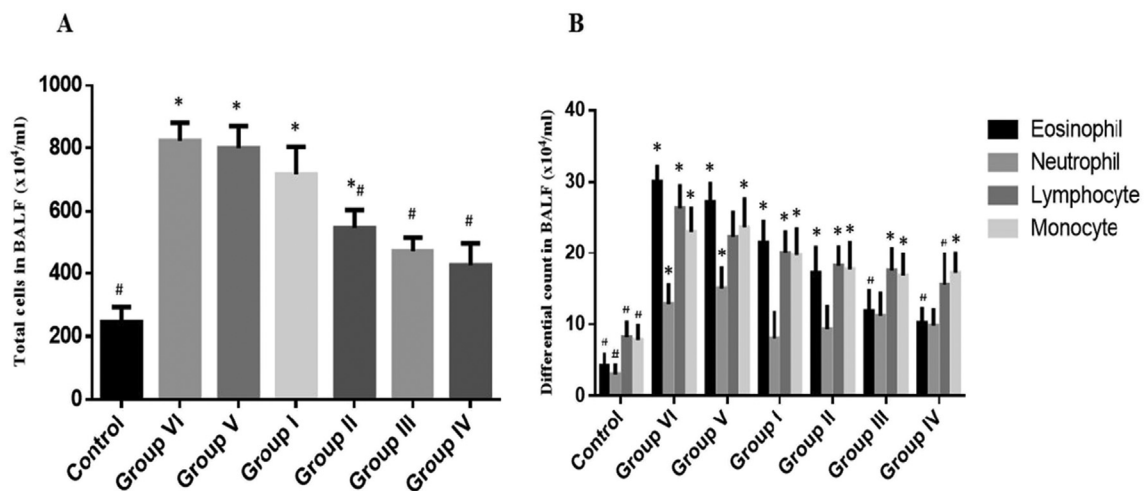 A
Total cells in BALF (x10⁴/ml)
1000
800
600
400
200
0
#
*
*
*
*#
#
#
Control
Group VI
Group V
Group I
Group II
Group III
Group IV
B
Differential count in BALF (x10⁴/ml)
40
30
20
10
0
# # # #
* * * *
* * *
* * *
* * *
# * *
# # *
Control
Group VI
Group V
Group I
Group II
Group III
Group IV
Eosinophil
Neutrophil
Lymphocyte
Monocyte